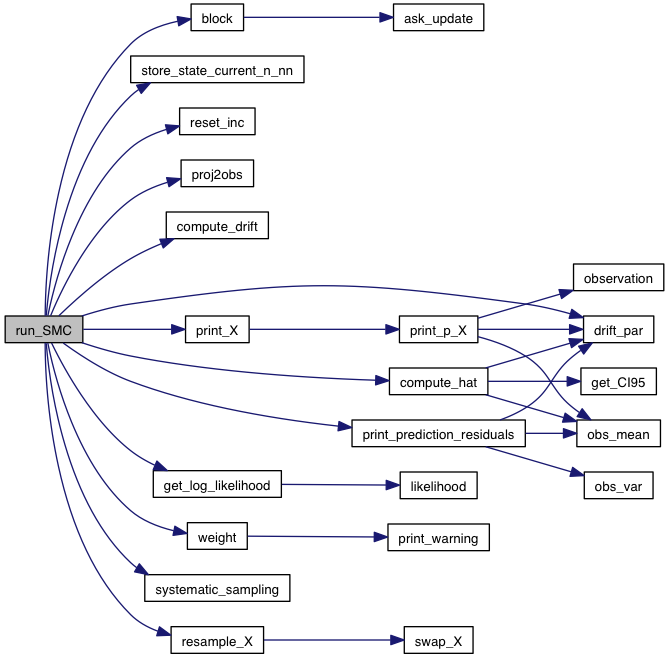 block
ask_update
store_state_current_n_nn
reset_inc
proj2obs
compute_drift
observation
run_SMC
print_X
print_p_X
drift_par
compute_hat
get_CI95
print_prediction_residuals
obs_mean
get_log_likelihood
likelihood
obs_var
weight
print_warning
systematic_sampling
resample_X
swap_X